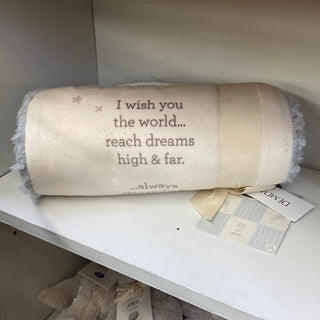 I wish you
the world...
reach dreams
high & far.
...always